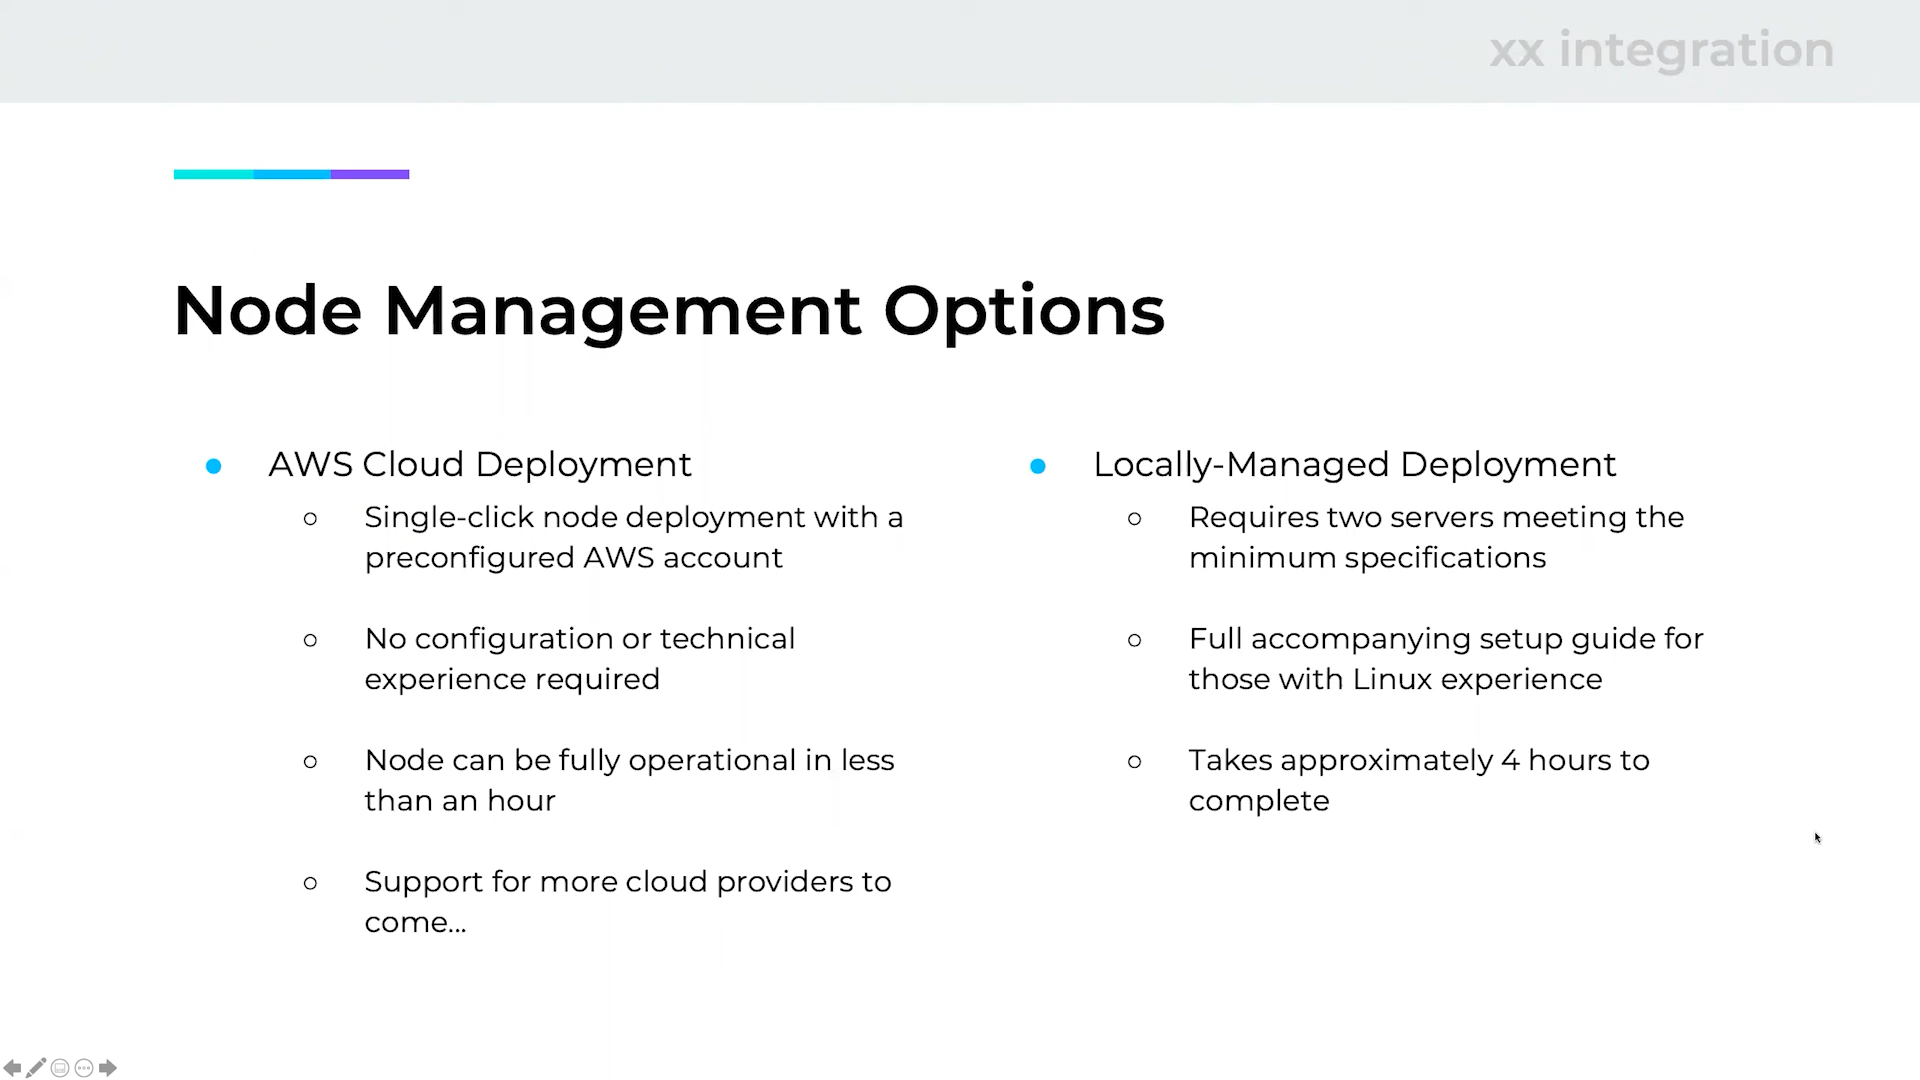 xx integration
Node Management Options
● AWS Cloud Deployment
○ Single-click node deployment with a
preconfigured AWS account
○ No configuration or technical
experience required
○ Node can be fully operational in less
than an hour
○ Support for more cloud providers to
come...
● Locally-Managed Deployment
○ Requires two servers meeting the
minimum specifications
○ Full accompanying setup guide for
those with Linux experience
○ Takes approximately 4 hours to
complete